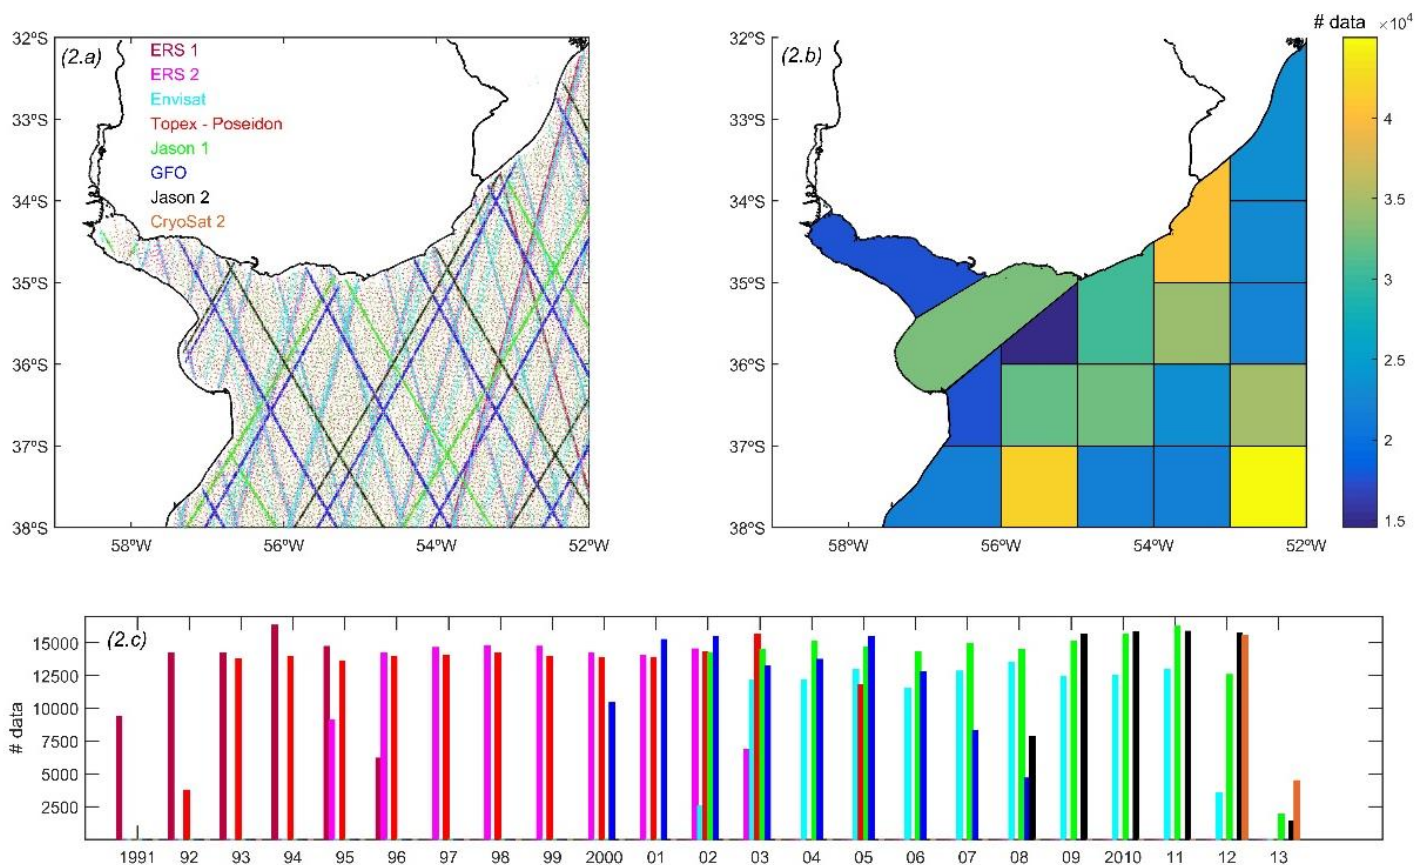 (2.a)
ERS 1
ERS 2
Envisat
Topex - Poseidon
Jason 1
GFO
Jason 2
CryoSat 2
32ºS
33ºS
34ºS
35ºS
36ºS
37ºS
38ºS
58ºW 56ºW 54ºW 52ºW
(2.b)
32ºS
33ºS
34ºS
35ºS
36ºS
37ºS
38ºS
58ºW 56ºW 54ºW 52ºW
# data ×10⁴
4
3.5
3
2.5
2
1.5
(2.c)
# data
15000
12500
10000
7500
5000
2500
1991 92 93 94 95 96 97 98 99 2000 01 02 03 04 05 06 07 08 09 2010 11 12 13